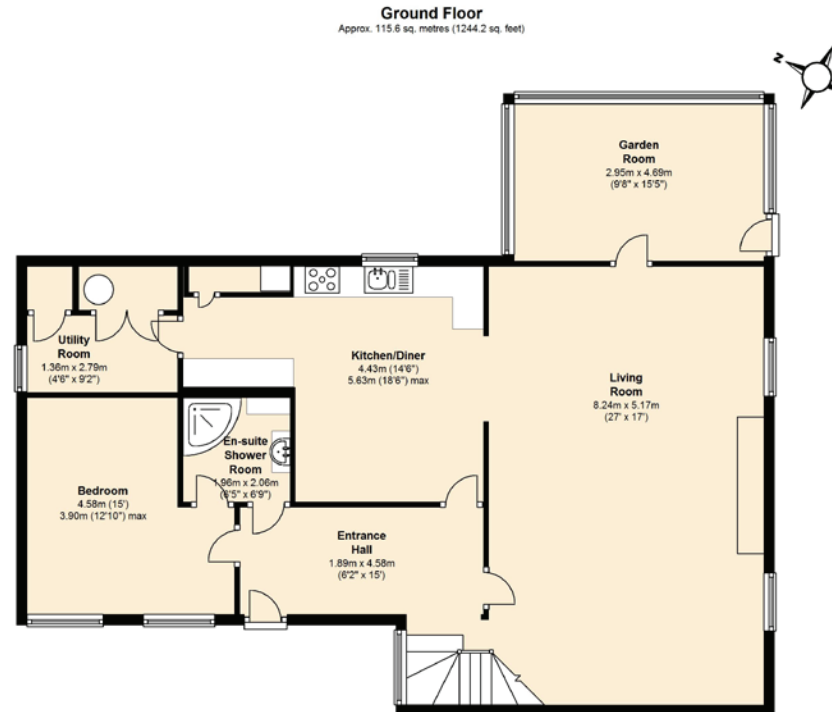 Ground Floor
Approx. 115.6 sq. metres (1244.2 sq. feet)
N
Garden
Room
2.95m x 4.69m
(9'8" x 15'5")
Utility
Room
1.36m x 2.79m
(4'6" x 9'2")
Kitchen/Diner
4.43m (14'6")
5.63m (18'6") max
Living
Room
8.24m x 5.17m
(27' x 17')
En-suite
Shower
Room
1.96m x 2.06m
(6'5" x 6'9")
Bedroom
4.58m (15')
3.90m (12'10") max
Entrance
Hall
1.89m x 4.58m
(6'2" x 15')